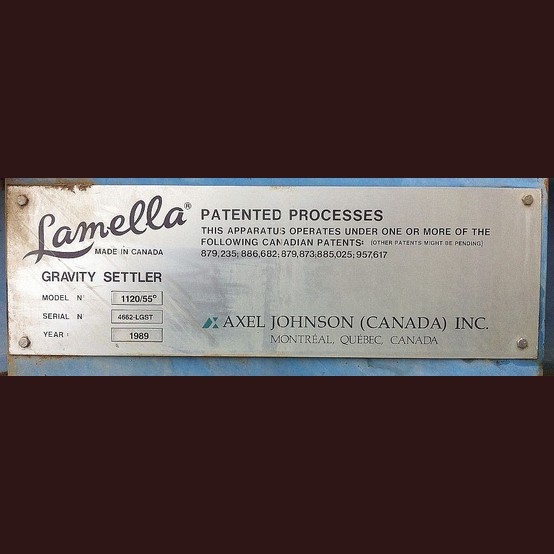 Lamella®
MADE IN CANADA
GRAVITY SETTLER
MODEL N° 1120/55°
SERIAL N° 4662-LGST
YEAR: 1989
PATENTED PROCESSES
THIS APPARATUS OPERATES UNDER ONE OR MORE OF THE
FOLLOWING CANADIAN PATENTS: (OTHER PATENTS MIGHT BE PENDING)
879,235; 886,682; 879,873; 885,025; 957,617
AXEL JOHNSON (CANADA) INC.
MONTRÉAL, QUÉBEC, CANADA